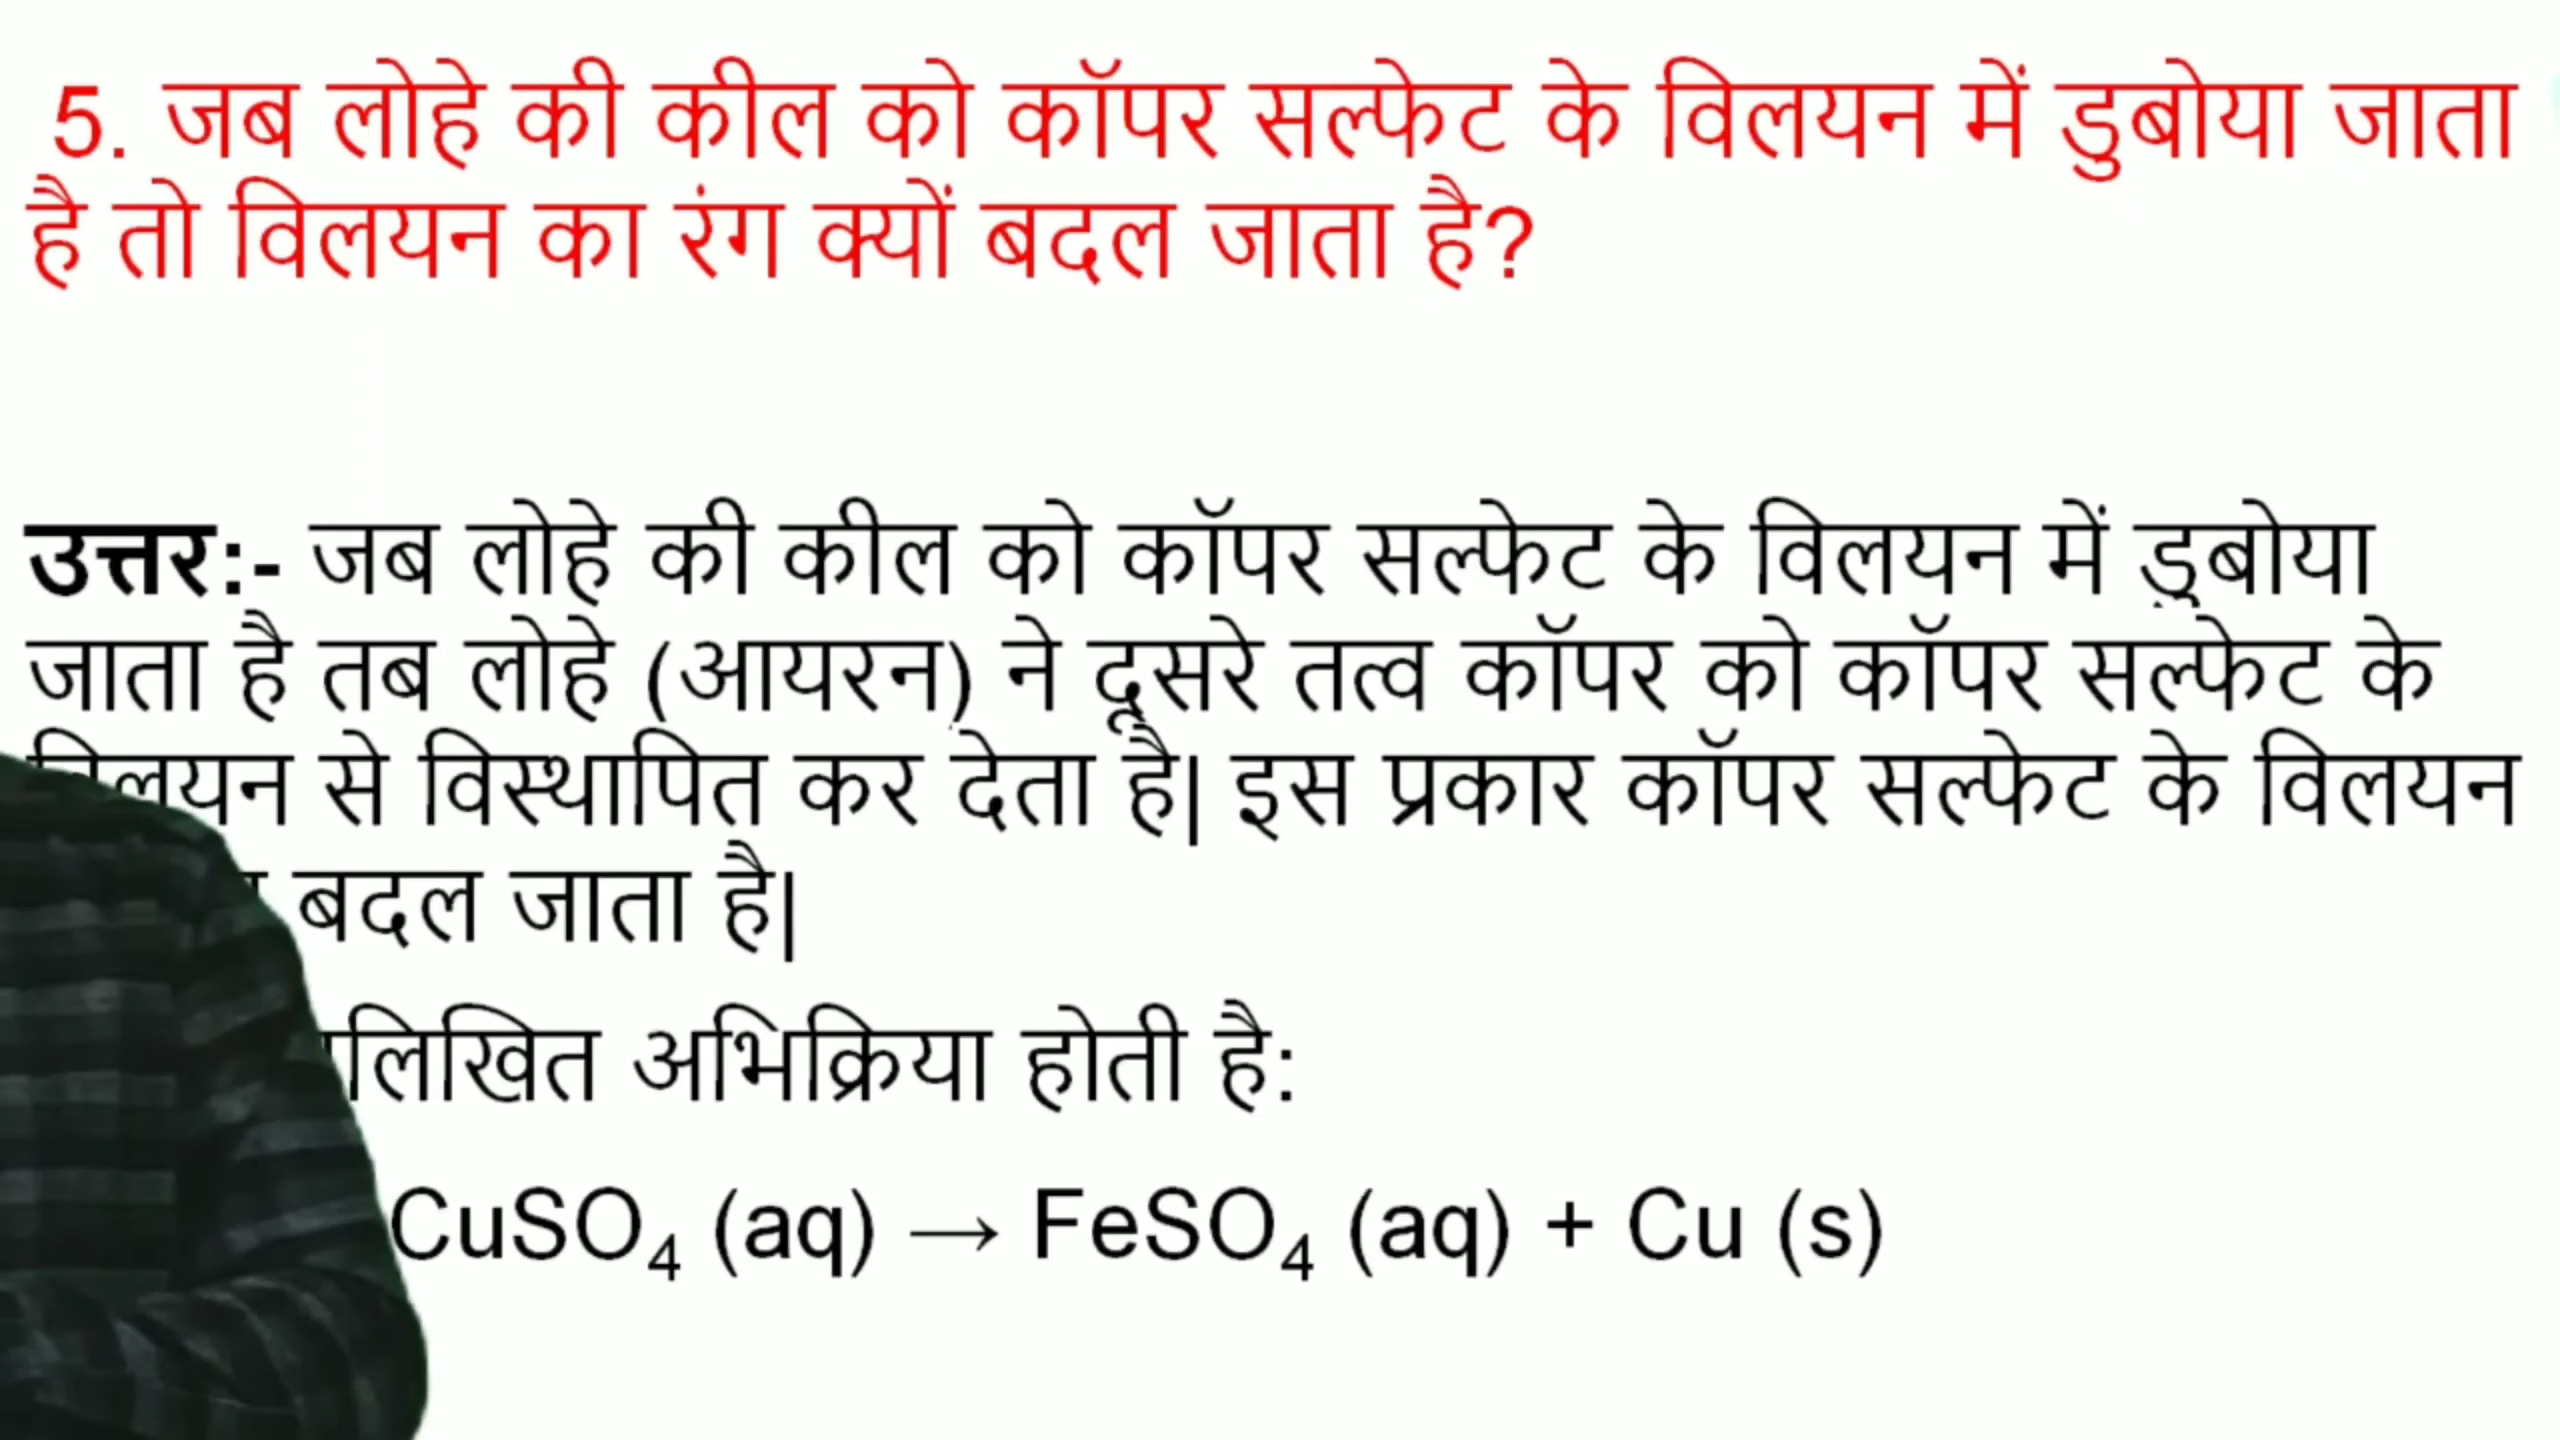 5. जब लोहे की कील को कॉपर सल्फेट के विलयन में डुबोया जाता
है तो विलयन का रंग क्यों बदल जाता है?
उत्तर:- जब लोहे की कील को कॉपर सल्फेट के विलयन में डुबोया
जाता है तब लोहे (आयरन) ने दूसरे तत्व कॉपर को कॉपर सल्फेट के
विलयन से विस्थापित कर देता है| इस प्रकार कॉपर सल्फेट के विलयन
बदल जाता है|
लिखित अभिक्रिया होती है:
CuSO₄ (aq) → FeSO₄ (aq) + Cu (s)